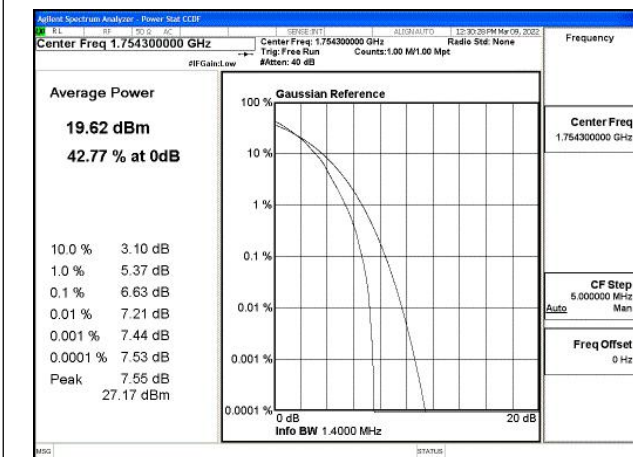 Agilent Spectrum Analyzer - Power Stat CCDF
RL RF 50 Ω AC SENSE:INT ALIGN AUTO 12:30:28 PM Mar 09, 2022
Center Freq 1.754300000 GHz
Center Freq: 1.754300000 GHz Radio Std: None
Trig: Free Run Counts:1.00 M/1.00 Mpt
#IFGain:Low #Atten: 40 dB
Frequency
Average Power
19.62 dBm
42.77 % at 0dB
10.0 % 3.10 dB
1.0 % 5.37 dB
0.1 % 6.63 dB
0.01 % 7.21 dB
0.001 % 7.44 dB
0.0001 % 7.53 dB
Peak 7.55 dB
27.17 dBm
Gaussian Reference
100 %
10 %
1 %
0.1 %
0.01 %
0.001 %
0.0001 %
0 dB 20 dB
Info BW 1.4000 MHz
Center Freq
1.754300000 GHz
CF Step
5.000000 MHz
Auto Man
Freq Offset
0 Hz
MSG STATUS